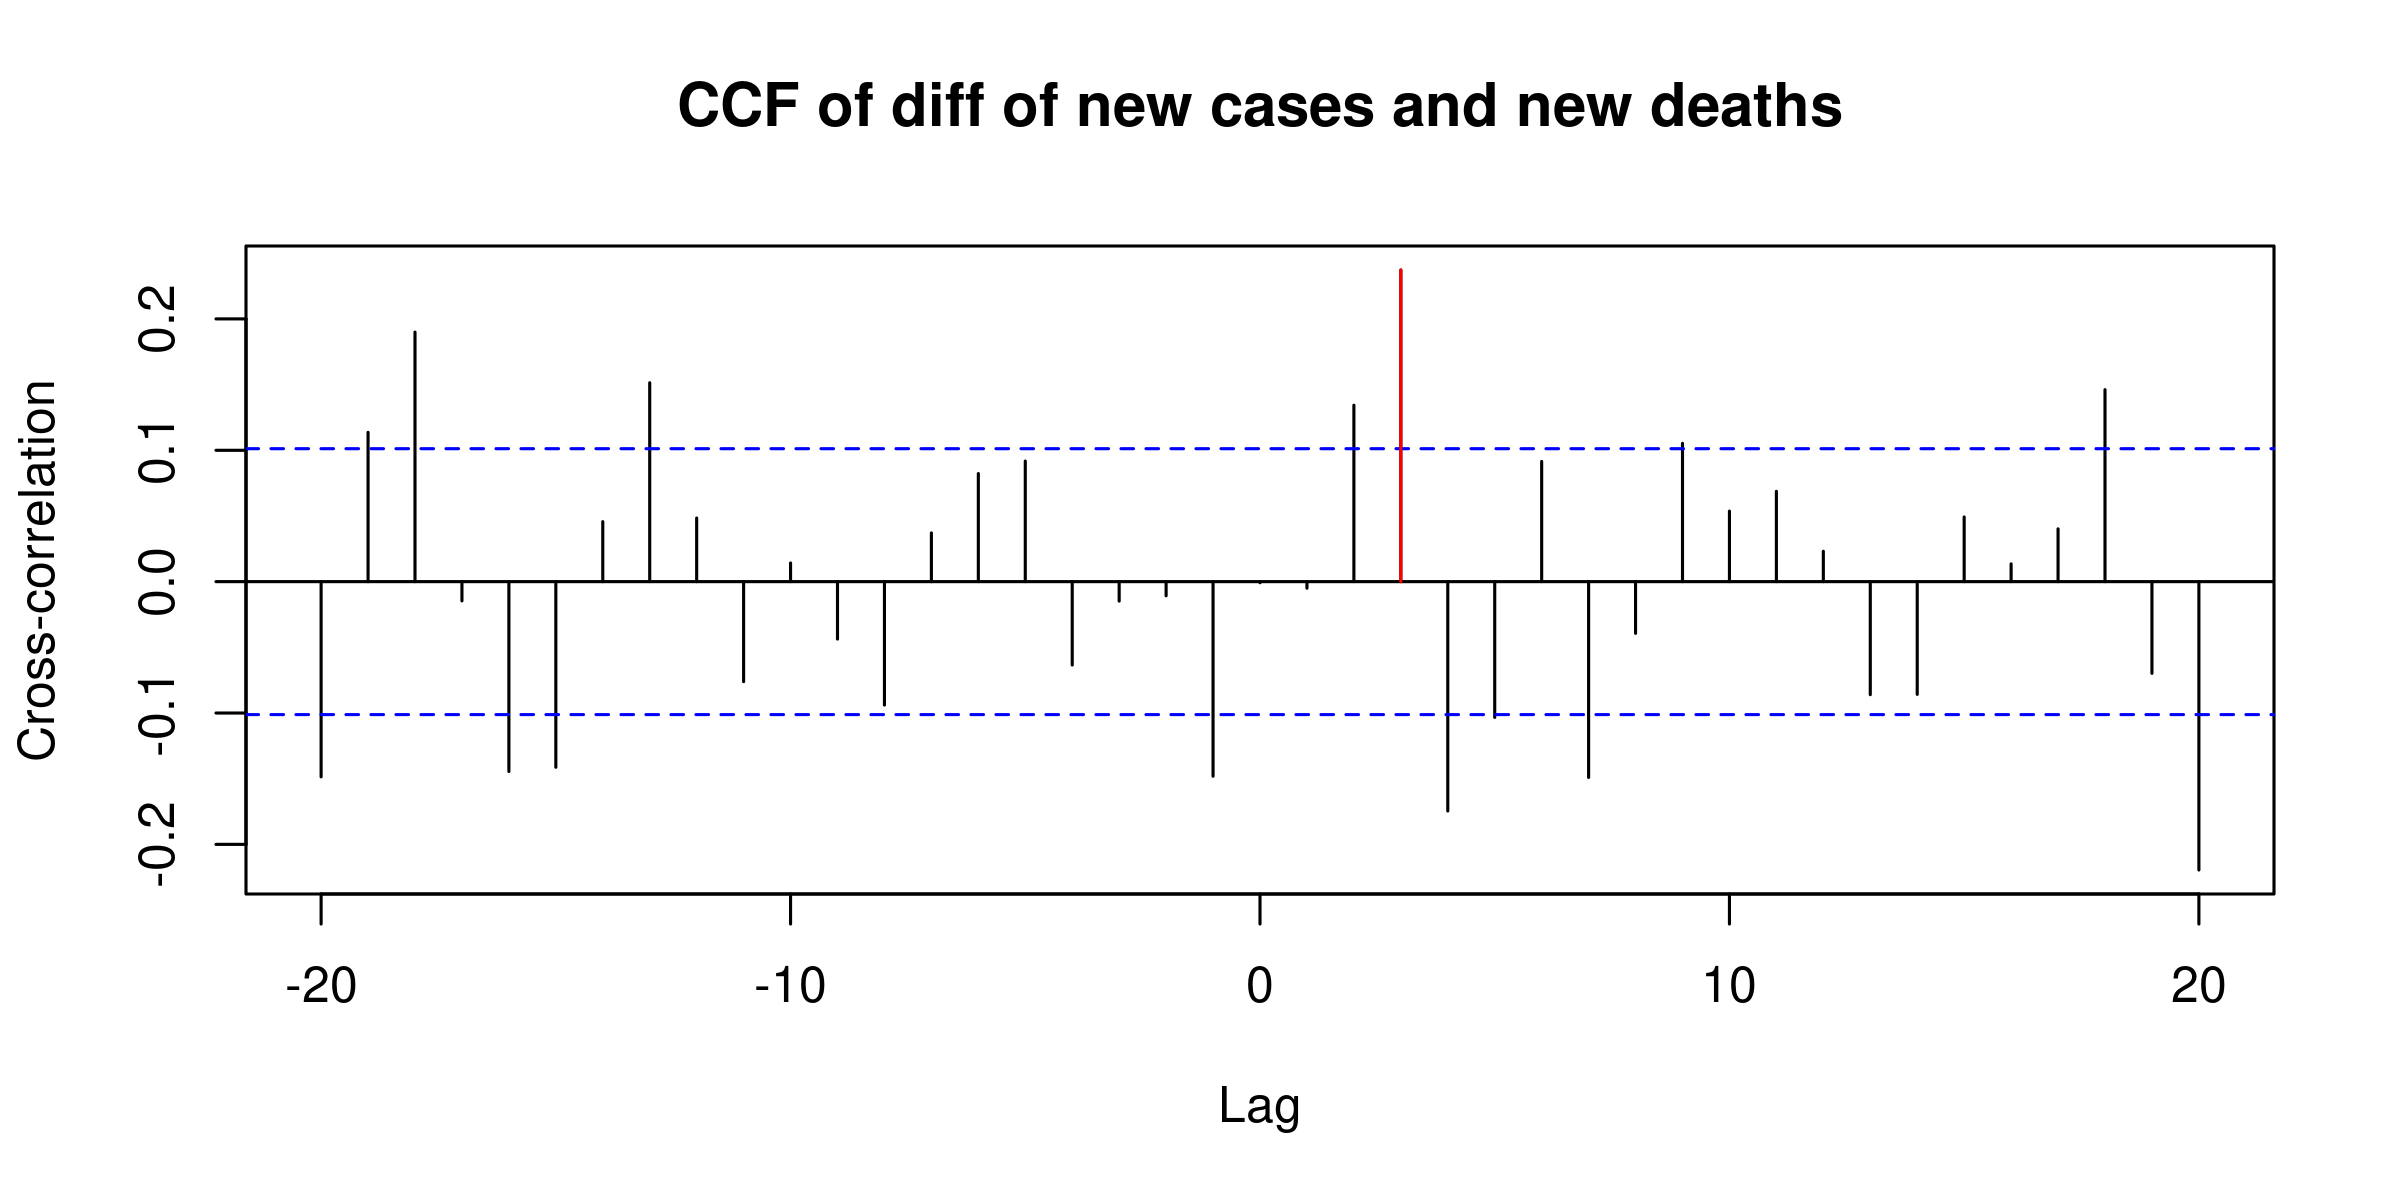 CCF of diff of new cases and new deaths
Cross-correlation
0.2
0.1
0.0
-0.1
-0.2
-20 -10 0 10 20
Lag